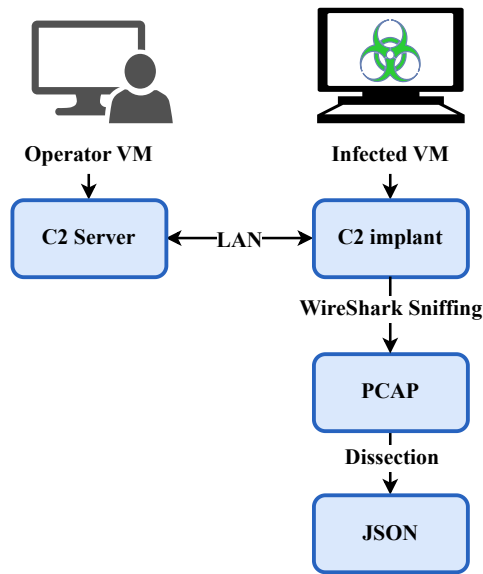 Operator VM
Infected VM
C2 Server
LAN
C2 implant
WireShark Sniffing
PCAP
Dissection
JSON